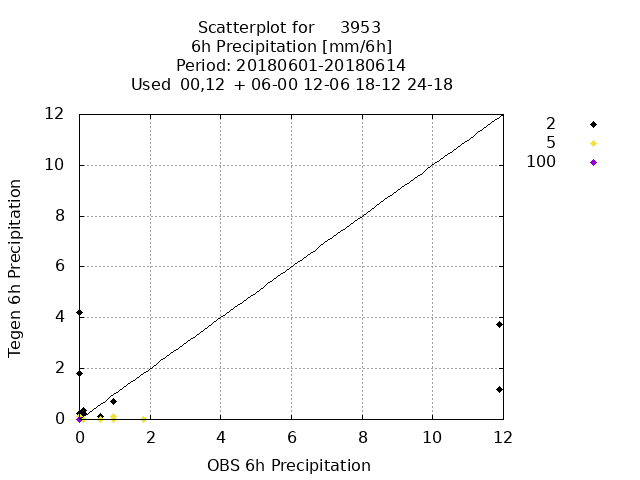 Scatterplot for 3953
6h Precipitation [mm/6h]
Period: 20180601-20180614
Used 00,12 + 06-00 12-06 18-12 24-18
2
5
100
12
10
8
6
4
2
0
Tegen 6h Precipitation
0 2 4 6 8 10 12
OBS 6h Precipitation